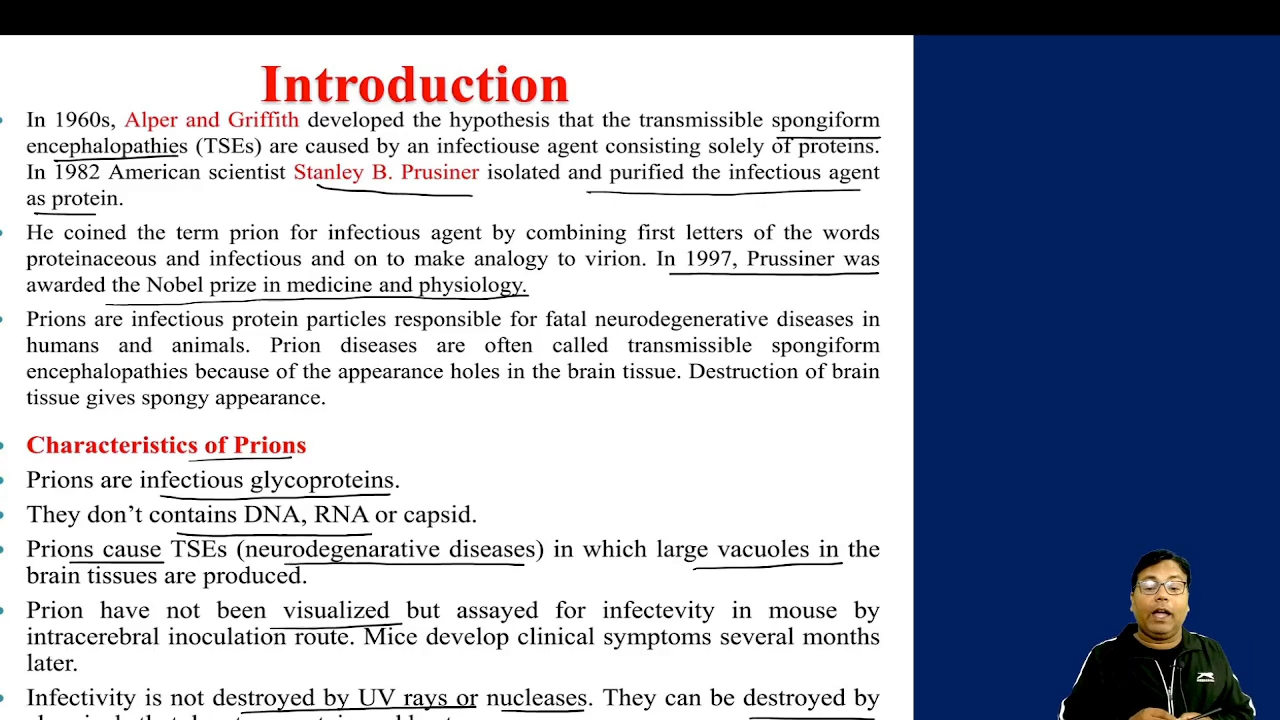 Introduction
In 1960s, Alper and Griffith developed the hypothesis that the transmissible spongiform
encephalopathies (TSEs) are caused by an infectiouse agent consisting solely of proteins.
In 1982 American scientist Stanley B. Prusiner isolated and purified the infectious agent
as protein.
He coined the term prion for infectious agent by combining first letters of the words
proteinaceous and infectious and on to make analogy to virion. In 1997, Prussiner was
awarded the Nobel prize in medicine and physiology.
Prions are infectious protein particles responsible for fatal neurodegenerative diseases in
humans and animals. Prion diseases are often called transmissible spongiform
encephalopathies because of the appearance holes in the brain tissue. Destruction of brain
tissue gives spongy appearance.
Characteristics of Prions
Prions are infectious glycoproteins.
They don't contains DNA, RNA or capsid.
Prions cause TSEs (neurodegenarative diseases) in which large vacuoles in the
brain tissues are produced.
Prion have not been visualized but assayed for infectevity in mouse by
intracerebral inoculation route. Mice develop clinical symptoms several months
later.
Infectivity is not destroyed by UV rays or nucleases. They can be destroyed by